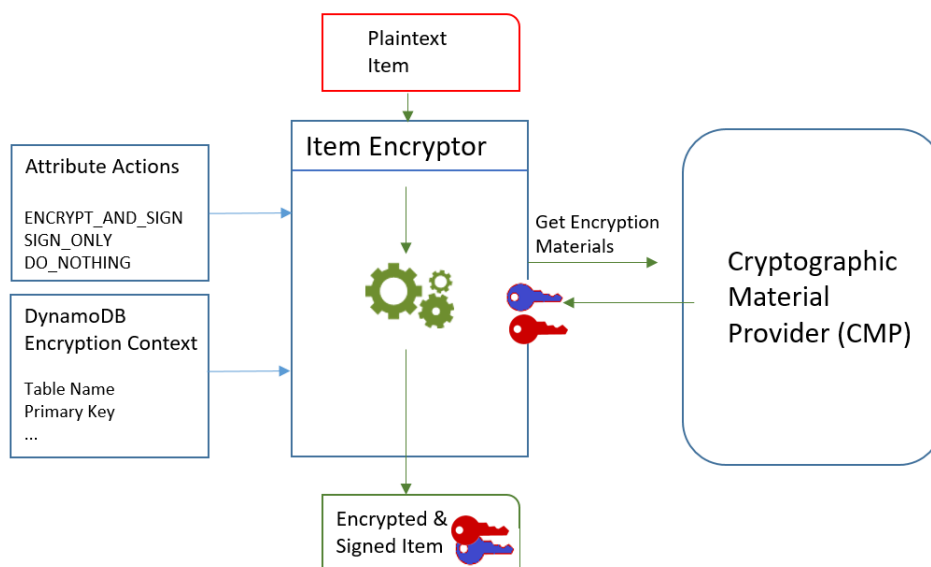 Plaintext
Item
Item Encryptor
Attribute Actions
ENCRYPT_AND_SIGN
SIGN_ONLY
DO_NOTHING
DynamoDB
Encryption Context
Table Name
Primary Key
...
Get Encryption
Materials
Cryptographic
Material
Provider (CMP)
Encrypted &
Signed Item